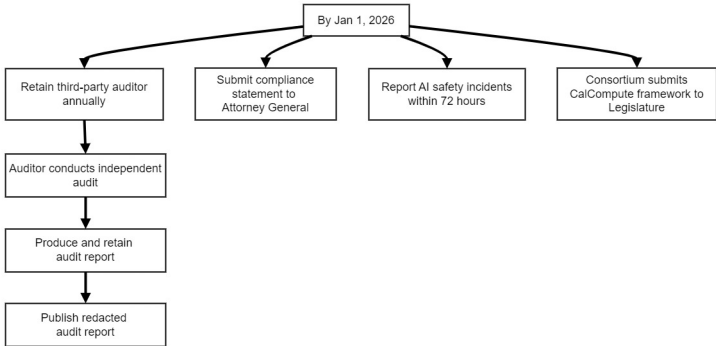 By Jan 1, 2026
Retain third-party auditor
annually
Submit compliance
statement to
Attorney General
Report AI safety incidents
within 72 hours
Consortium submits
CalCompute framework to
Legislature
Auditor conducts independent
audit
Produce and retain
audit report
Publish redacted
audit report